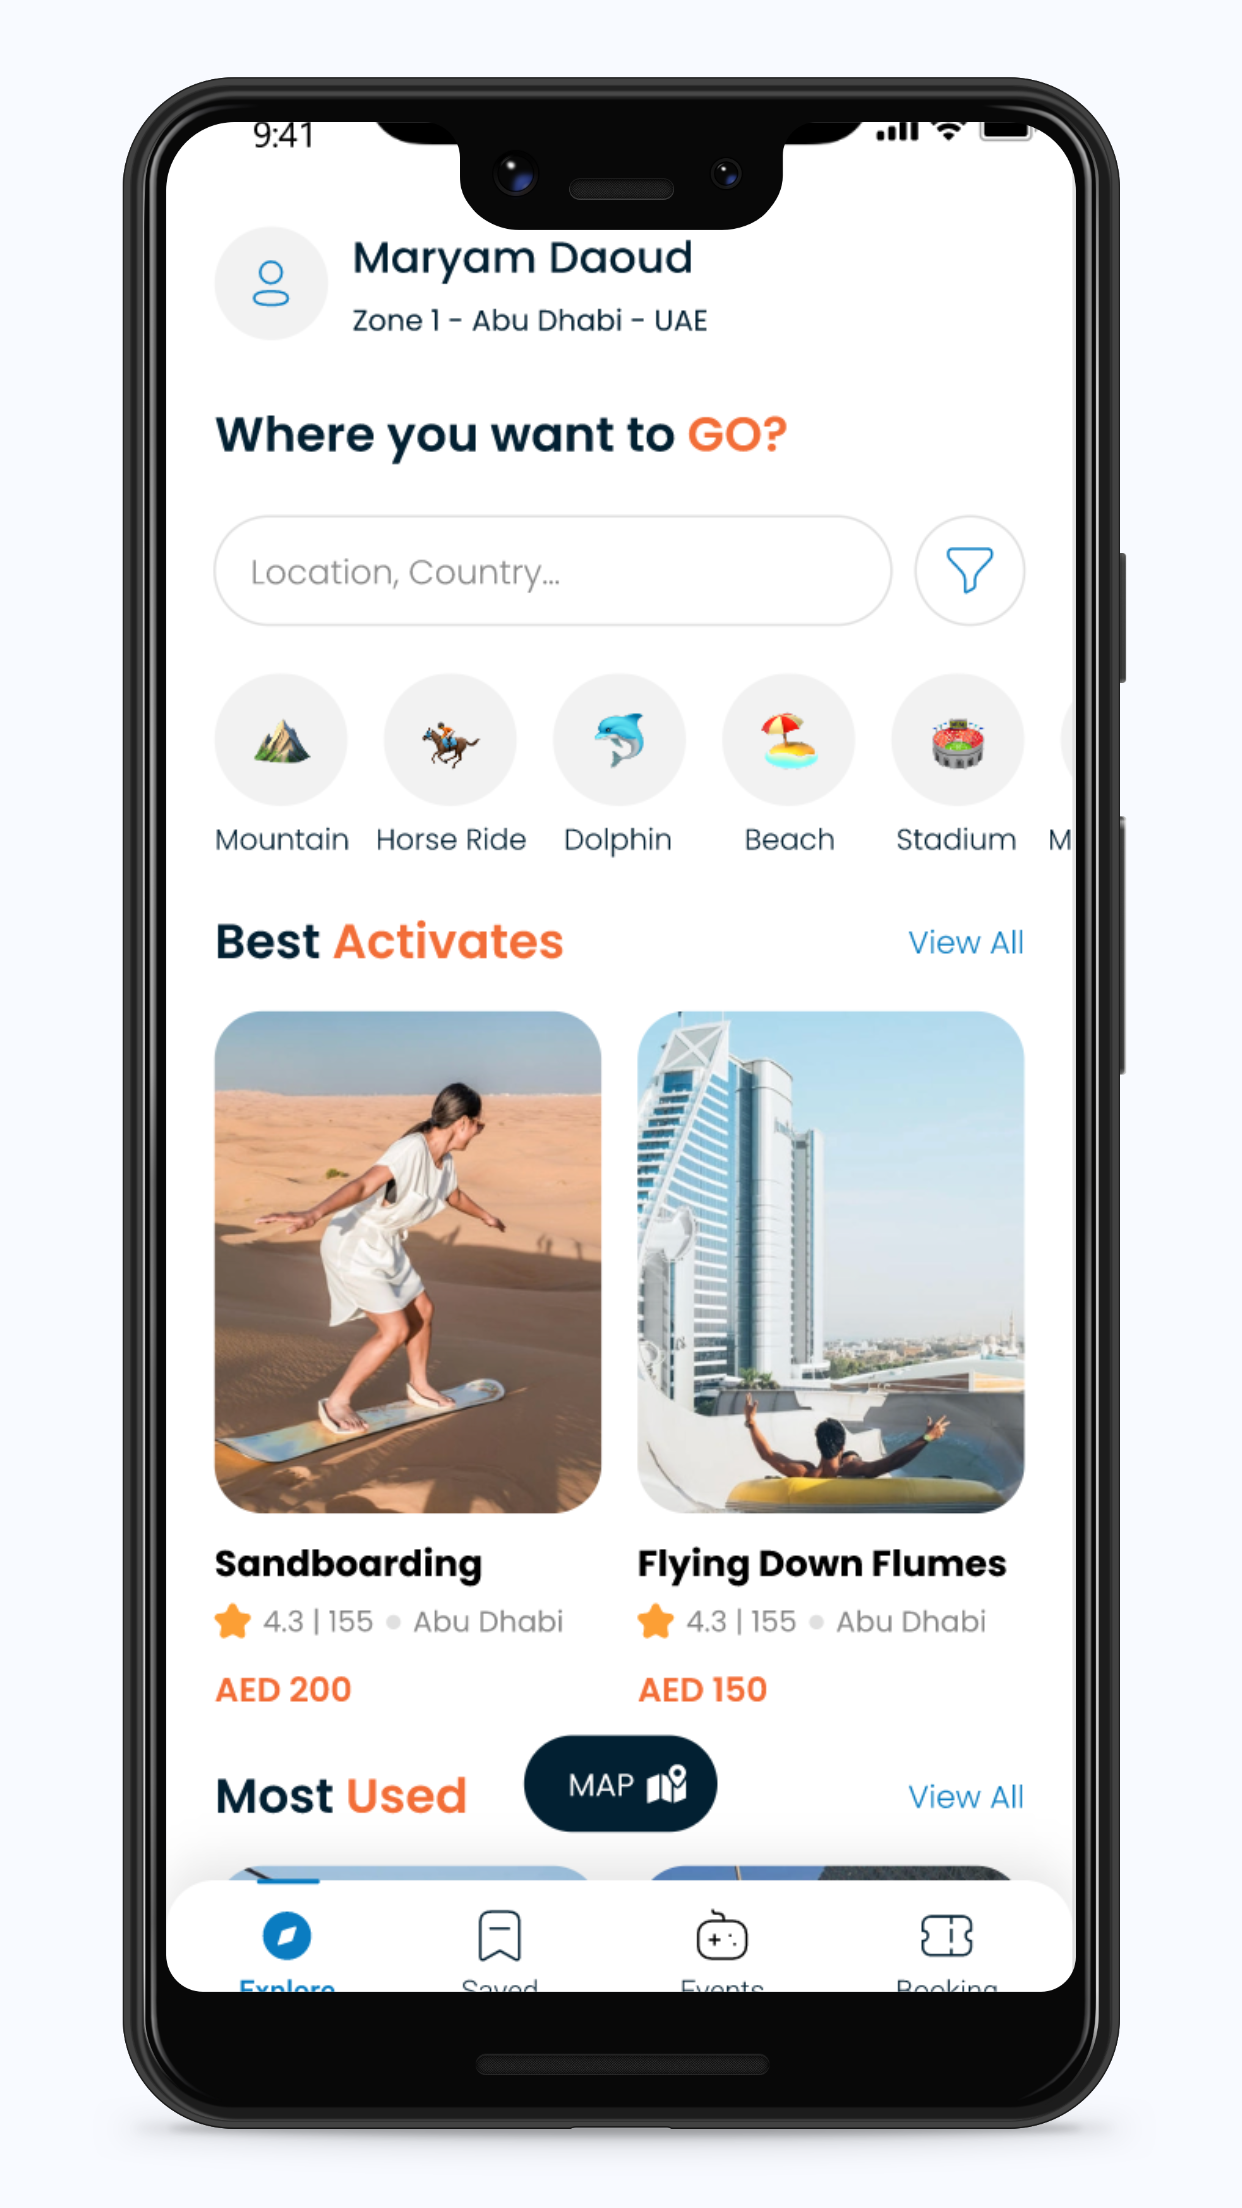 9:41
Maryam Daoud
Zone 1 - Abu Dhabi - UAE
Where you want to GO?
Location, Country...
Mountain Horse Ride Dolphin Beach Stadium M
Best Activates View All
Sandboarding Flying Down Flumes
4.3 | 155 Abu Dhabi 4.3 | 155 Abu Dhabi
AED 200 AED 150
Most Used MAP View All
Explore Saved Events Booking